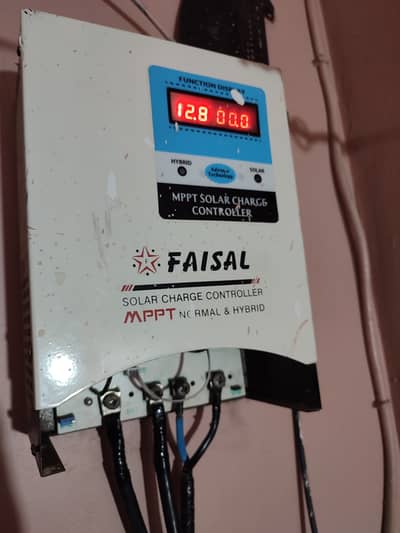 FUNCTION DISPLAY
12.8 00.0
HYBRID
Technology
SOLAR
MPPT SOLAR CHARGE
CONTROLLER
FAISAL
SOLAR CHARGE CONTROLLER
MPPT NORMAL & HYBRID